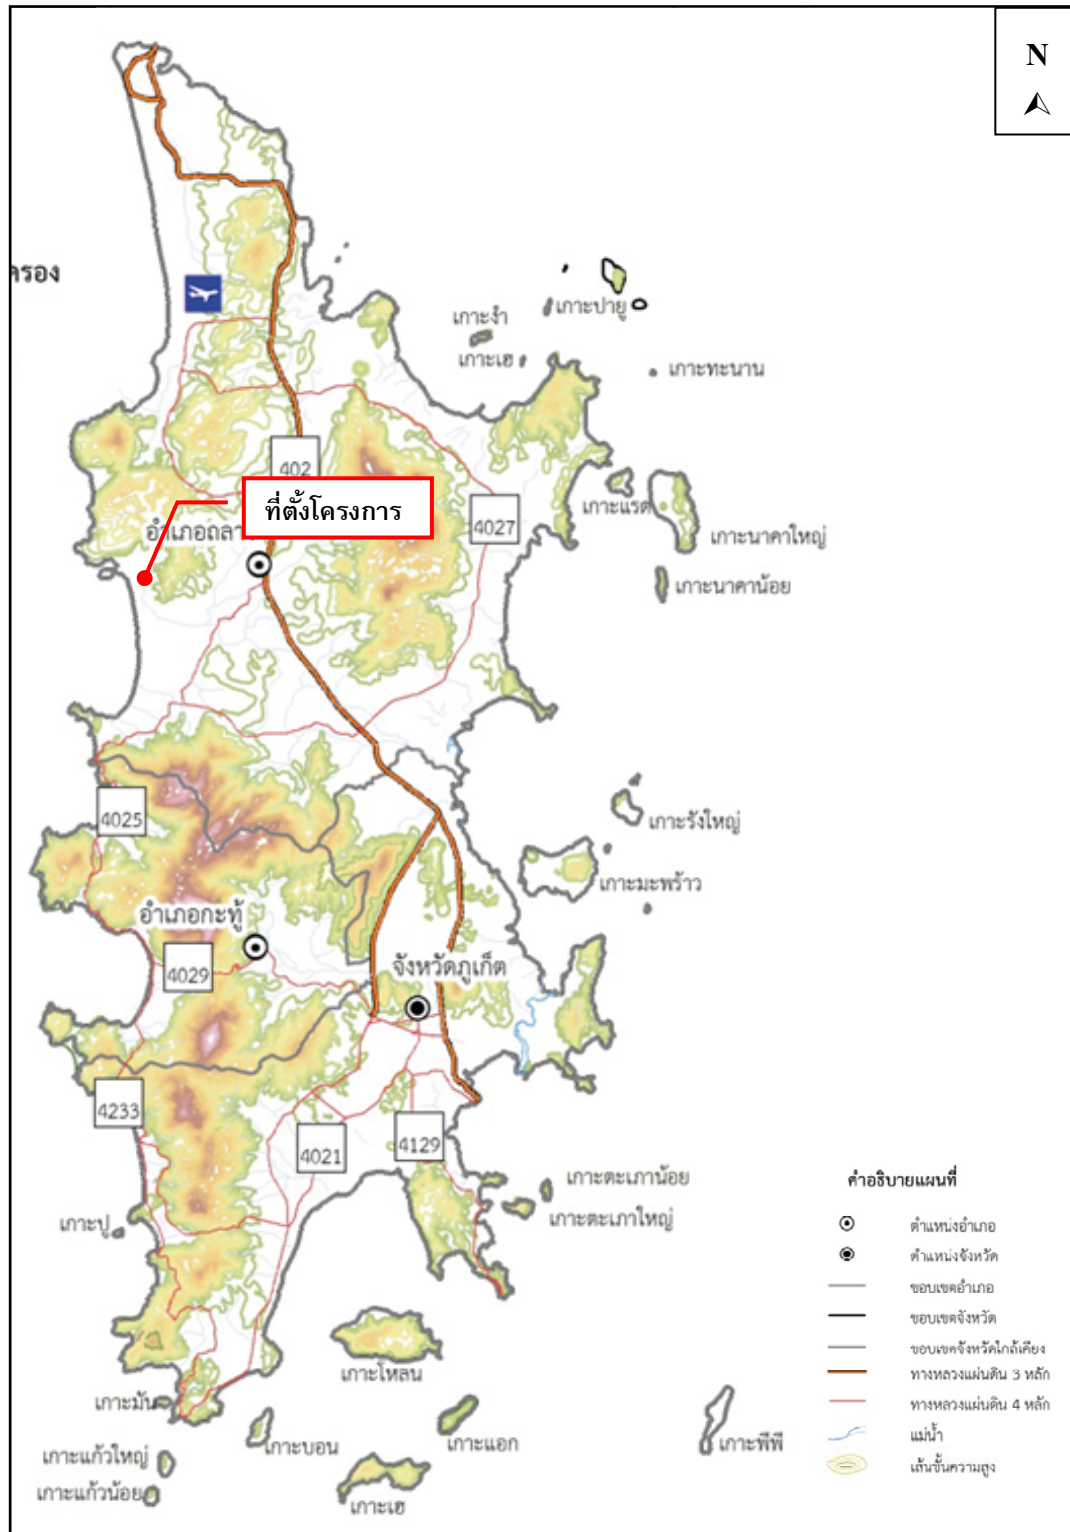 N
ครอง
เกาะปายู
เกาะงำ
เกาะเฮ
เกาะทะนาน
402
ที่ตั้งโครงการ
4027
เกาะแรด
อำเภอถลา
เกาะนาคาใหญ่
เกาะนาคาน้อย
4025
เกาะรังใหญ่
เกาะมะพร้าว
อำเภอกะทู้
4029
จังหวัดภูเก็ต
4233
4021
4129
เกาะตะเภาน้อย
เกาะตะเภาใหญ่
เกาะปู
คำอธิบายแผนที่
ตำแหน่งอำเภอ
ตำแหน่งจังหวัด
ขอบเขตอำเภอ
ขอบเขตจังหวัด
ขอบเขตจังหวัดใกล้เคียง
ทางหลวงแผ่นดิน 3 หลัก
ทางหลวงแผ่นดิน 4 หลัก
แม่น้ำ
เส้นชั้นความสูง
เกาะโหลน
เกาะมัน
เกาะบอน
เกาะแอก
เกาะพีพี
เกาะแก้วใหญ่
เกาะแก้วน้อย
เกาะเฮ